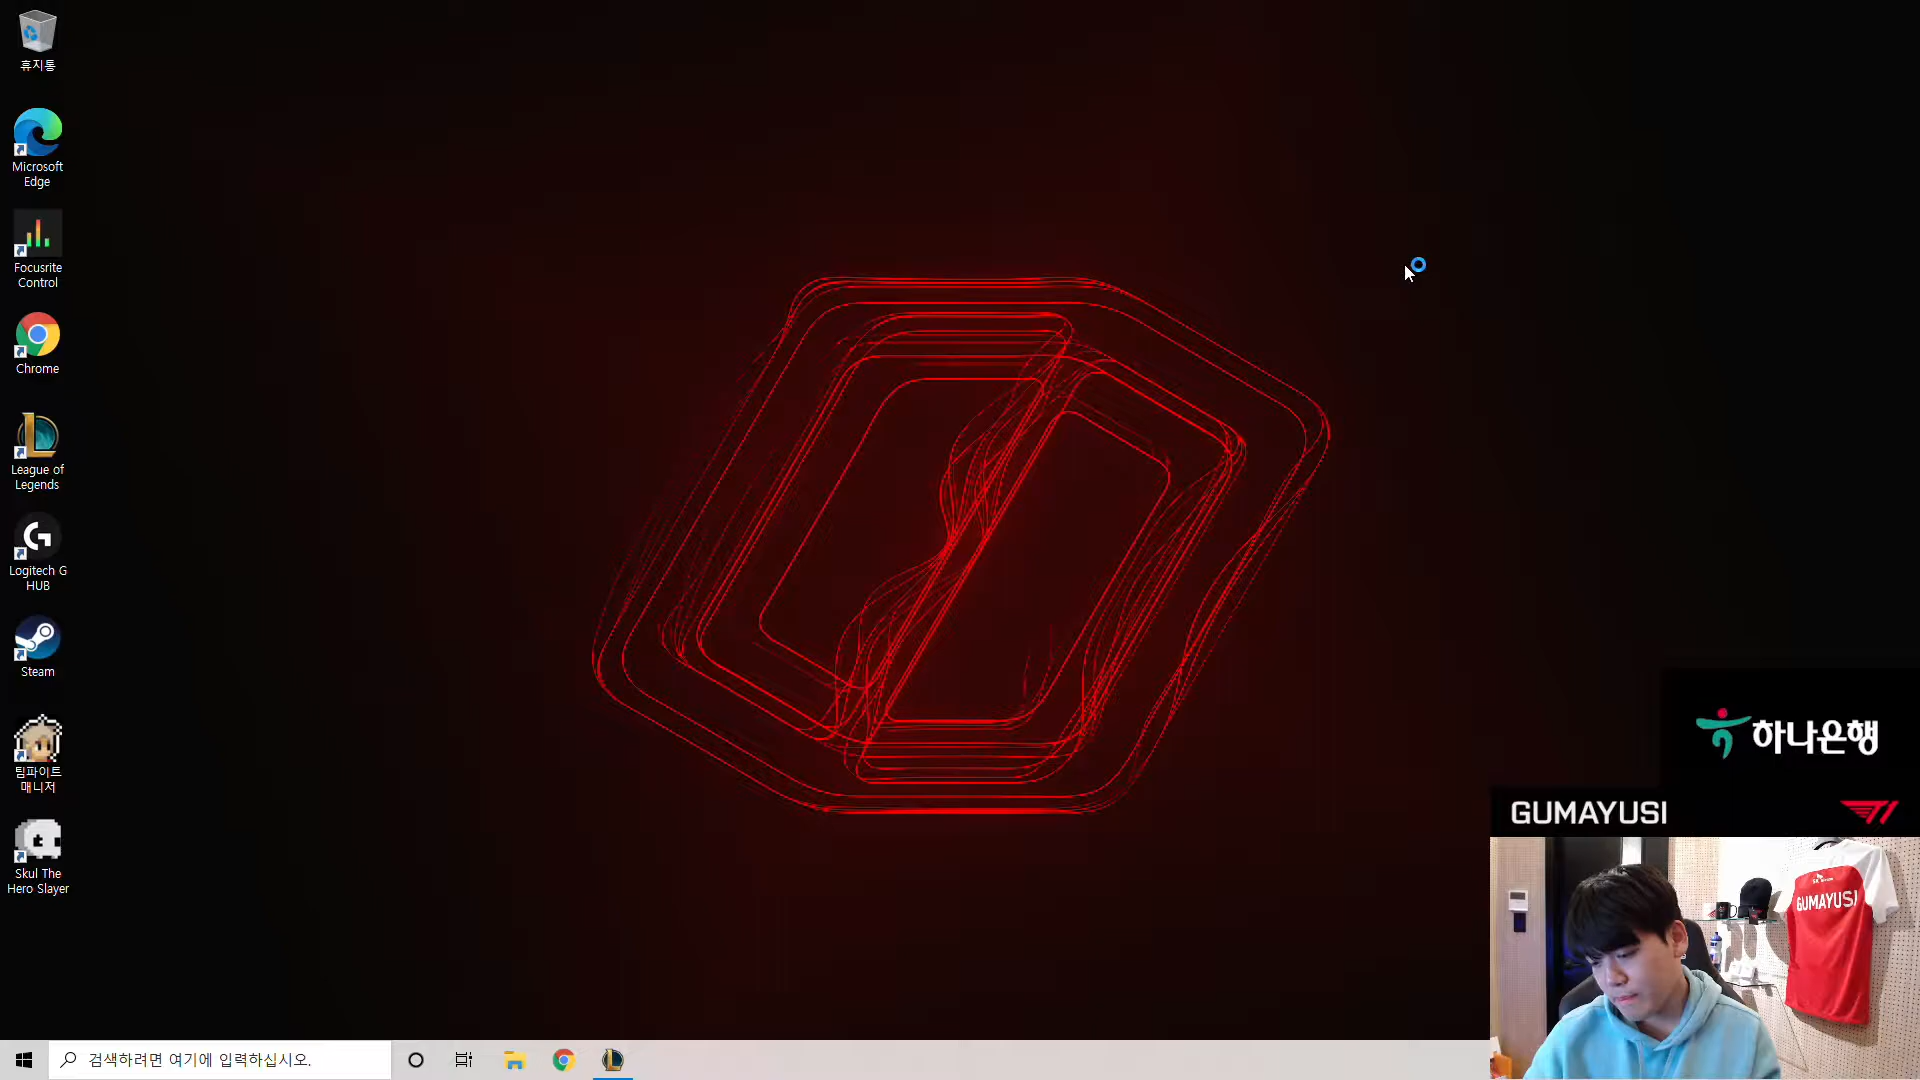 휴지통
Microsoft
Edge
Focusrite
Control
Chrome
League of
Legends
Logitech G
HUB
Steam
팀파이트
매니저
Skul The
Hero Slayer
하나은행
GUMAYUSI
T1
GUMAYUSI
검색하려면 여기에 입력하십시오.